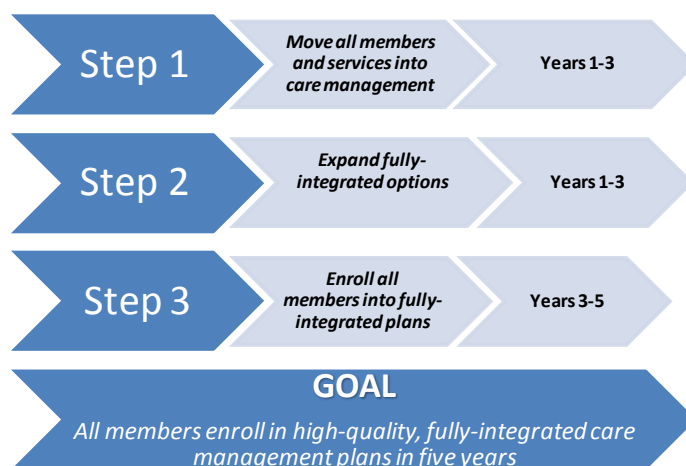 Step 1
Move all members
and services into
care management
Years 1-3
Step 2
Expand fully-
integrated options
Years 1-3
Step 3
Enroll all
members into fully-
integrated plans
Years 3-5
GOAL
All members enroll in high-quality, fully-integrated care
management plans in five years